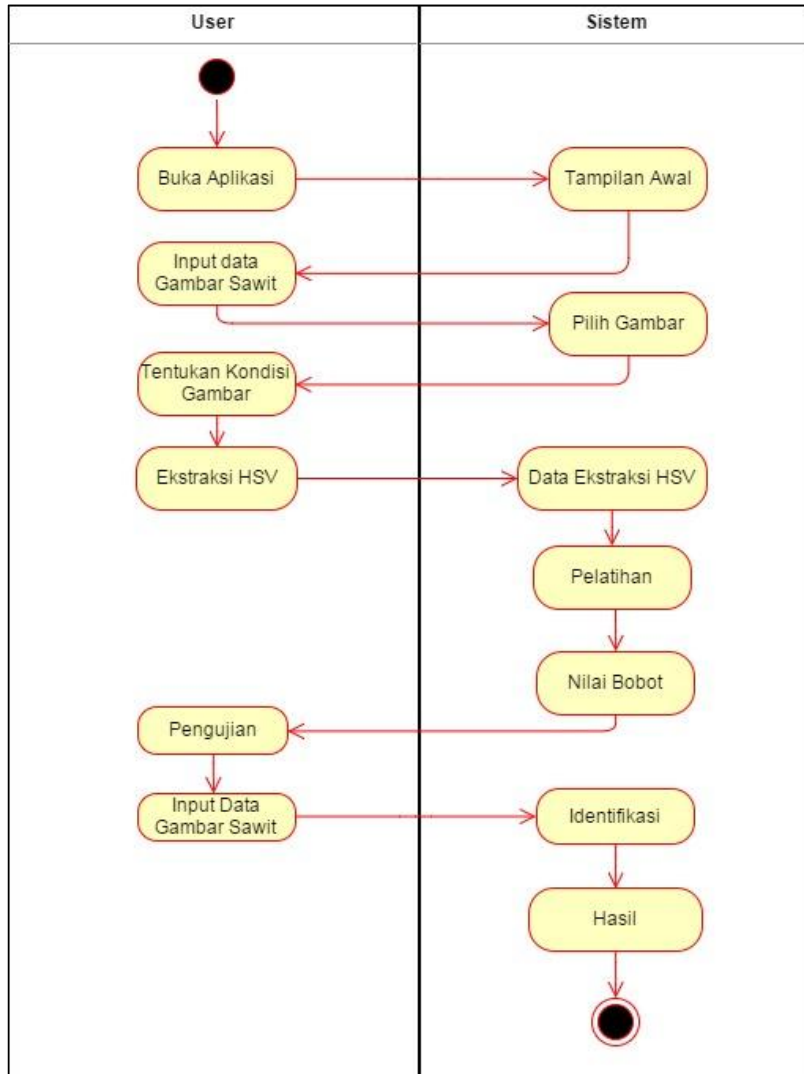 User
Sistem
Buka Aplikasi
Tampilan Awal
Input data
Gambar Sawit
Pilih Gambar
Tentukan Kondisi
Gambar
Ekstraksi HSV
Data Ekstraksi HSV
Pelatihan
Nilai Bobot
Pengujian
Input Data
Gambar Sawit
Identifikasi
Hasil